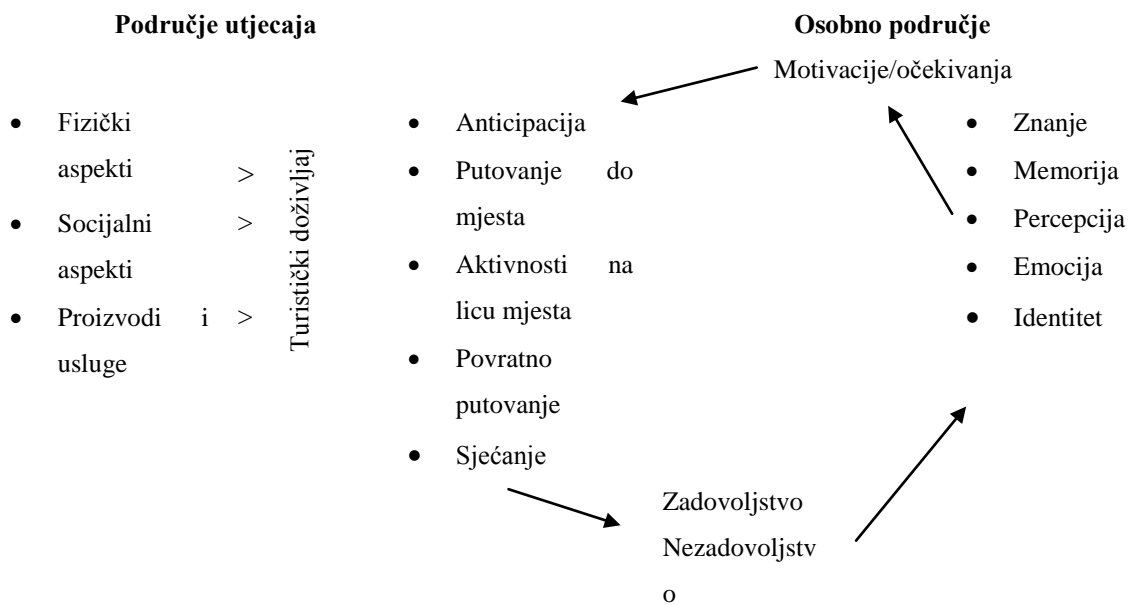 Područje utjecaja
Osobno područje
Motivacije/očekivanja
• Fizički
aspekti >
• Socijalni >
aspekti
• Proizvodi i >
usluge
Turistički doživljaj
• Anticipacija
• Putovanje do
mjesta
• Aktivnosti na
licu mjesta
• Povratno
putovanje
• Sjećanje
• Znanje
• Memorija
• Percepcija
• Emocija
• Identitet
Zadovoljstvo
Nezadovoljstv
o